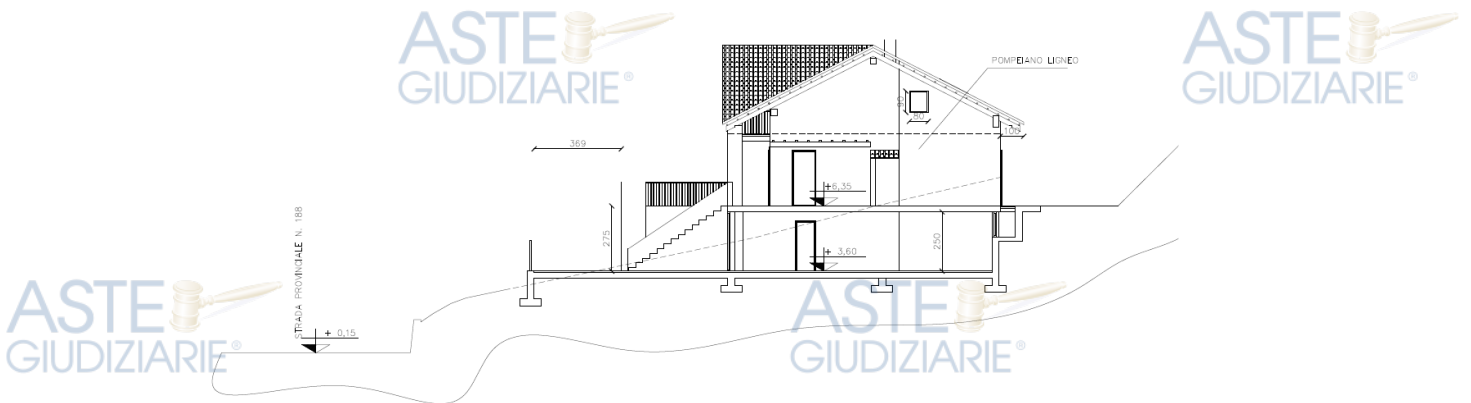 ASTE
GIUDIZIARIE®
ASTE
GIUDIZIARIE®
POMPEIANO LIGNEO
90
80
100
369
+6,35
275
250
+ 3,60
STRADA PROVINCIALE N. 188
+ 0,15
ASTE
GIUDIZIARIE®
ASTE
GIUDIZIARIE®